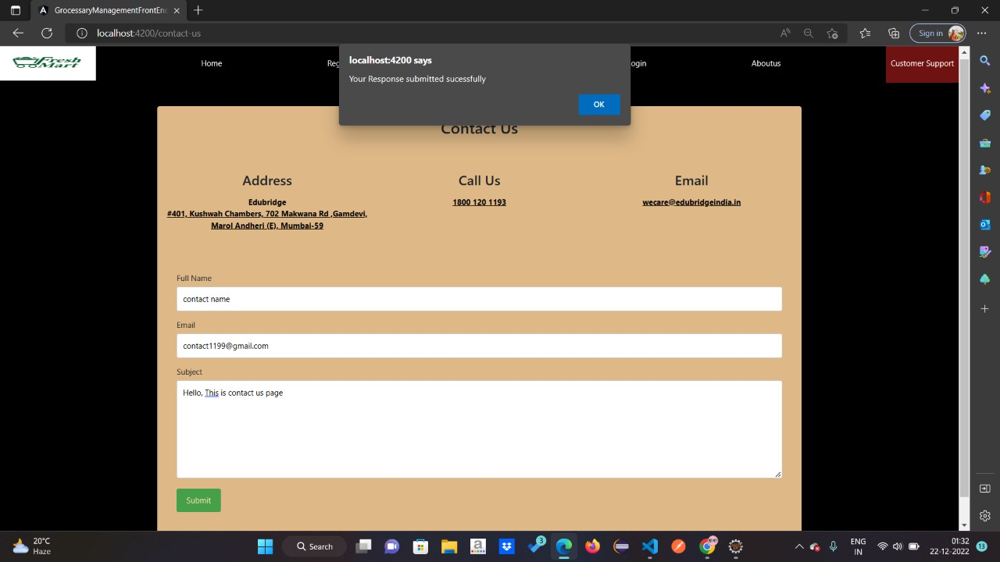 GrocessaryManagementFrontEnd
localhost:4200/contact-us
Sign in
Fresh
Mart
Home
Reg
ogin
Aboutus
Customer Support
localhost:4200 says
Your Response submitted sucessfully
OK
Contact Us
Address
Call Us
Email
Edubridge
1800 120 1193
wecare@edubridgeindia.in
#401, Kushwah Chambers, 702 Makwana Rd ,Gamdevi,
Marol Andheri (E), Mumbai-59
Full Name
contact name
Email
contact1199@gmail.com
Subject
Hello, This is contact us page
Submit
20°C
Haze
Search
3
ENG
IN
01:32
22-12-2022
13